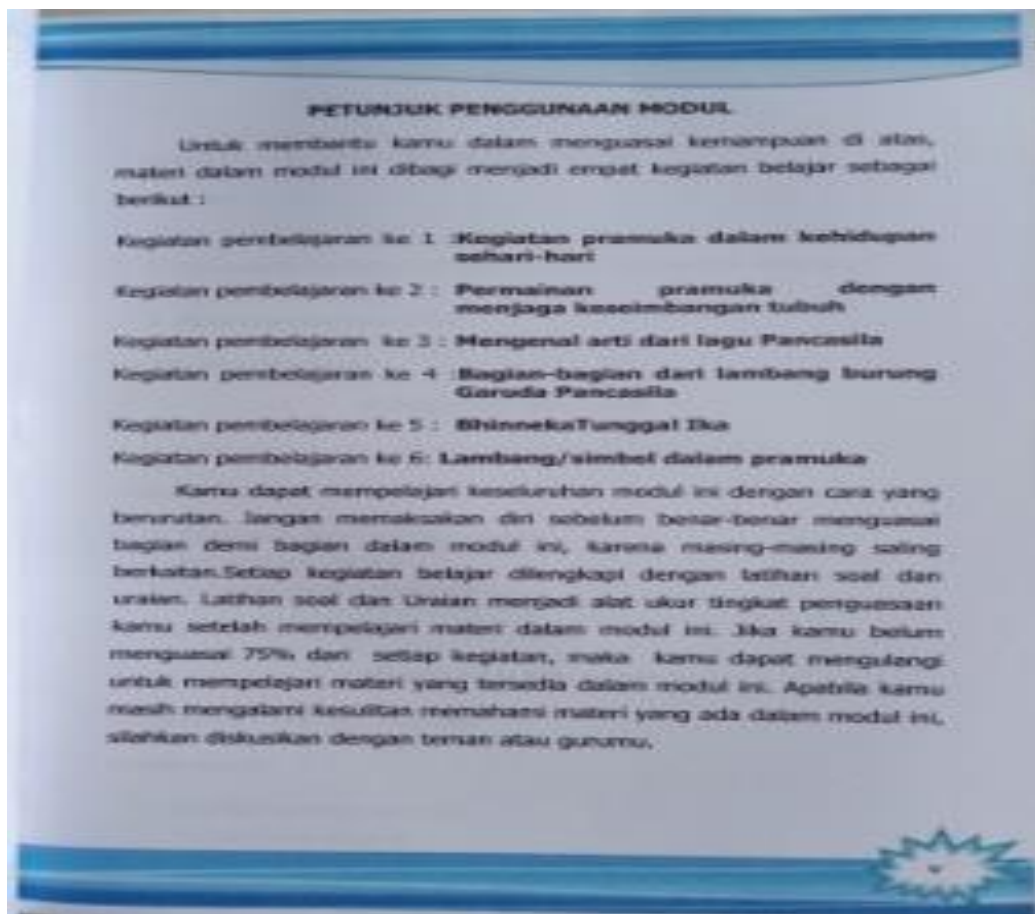 PETUNJUK PENGGUNAAN MODUL
Untuk membantu kamu dalam menguasai kemampuan di atas,
materi dalam modul ini dibagi menjadi empat kegiatan belajar sebagai
berikut :
Kegiatan pembelajaran ke 1 :Kegiatan pramuka dalam kehidupan
sehari-hari
Kegiatan pembelajaran ke 2 : Permainan pramuka dengan
menjaga keseimbangan tubuh
Kegiatan pembelajaran ke 3 : Mengenal arti dari lagu Pancasila
Kegiatan pembelajaran ke 4 :Bagian-bagian dari lambang burung
Garuda Pancasila
Kegiatan pembelajaran ke 5 : BhinnekaTunggal Ika
Kegiatan pembelajaran ke 6: Lambang/simbol dalam pramuka
Kamu dapat mempelajari keseluruhan modul ini dengan cara yang
berurutan. Jangan memaksakan diri sebelum benar-benar menguasai
bagian demi bagian dalam modul ini, karena masing-masing saling
berkaitan.Setiap kegiatan belajar dilengkapi dengan latihan soal dan
uraian. Latihan soal dan Uraian menjadi alat ukur tingkat penguasaan
kamu setelah mempelajari materi dalam modul ini. Jika kamu belum
menguasai 75% dari setiap kegiatan, maka kamu dapat mengulangi
untuk mempelajari materi yang tersedia dalam modul ini. Apabila kamu
masih mengalami kesulitan memahami materi yang ada dalam modul ini,
silahkan diskusikan dengan teman atau gurumu.